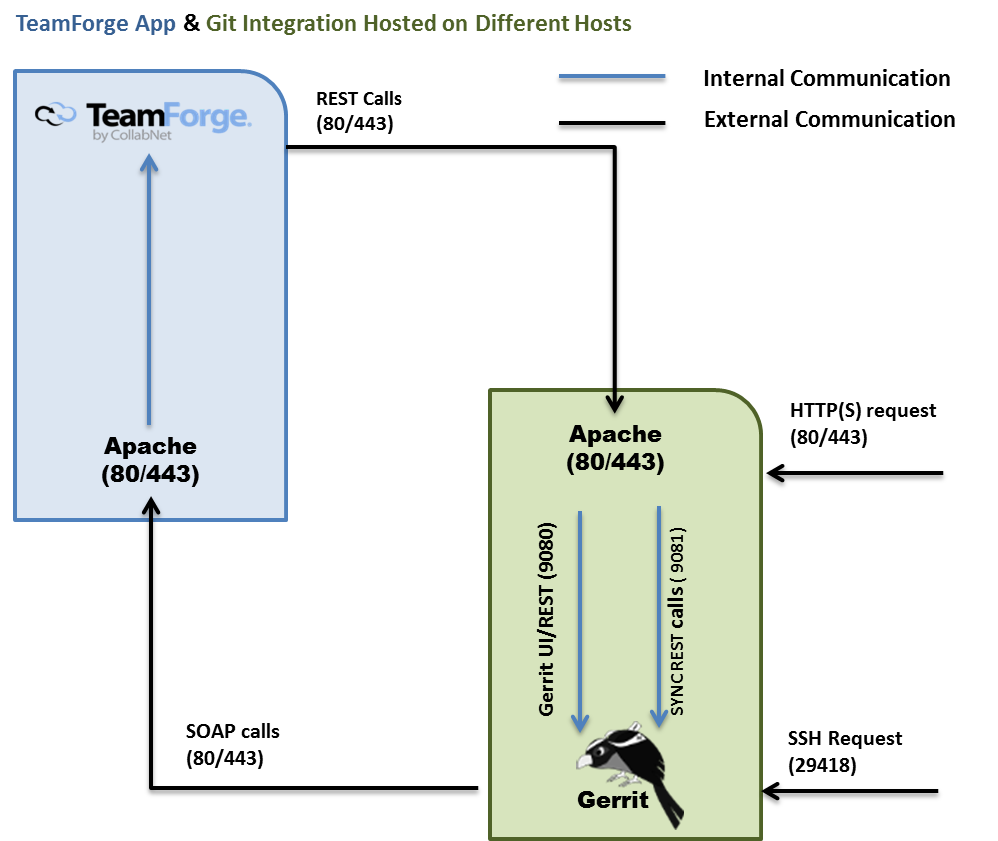 TeamForge App & Git Integration Hosted on Different Hosts
TeamForge.
by CollabNet
REST Calls
(80/443)
Internal Communication
External Communication
Apache
(80/443)
Apache
(80/443)
HTTP(S) request
(80/443)
Gerrit UI/REST (9080)
SYNC REST calls ( 9081)
SOAP calls
(80/443)
SSH Request
(29418)
Gerrit